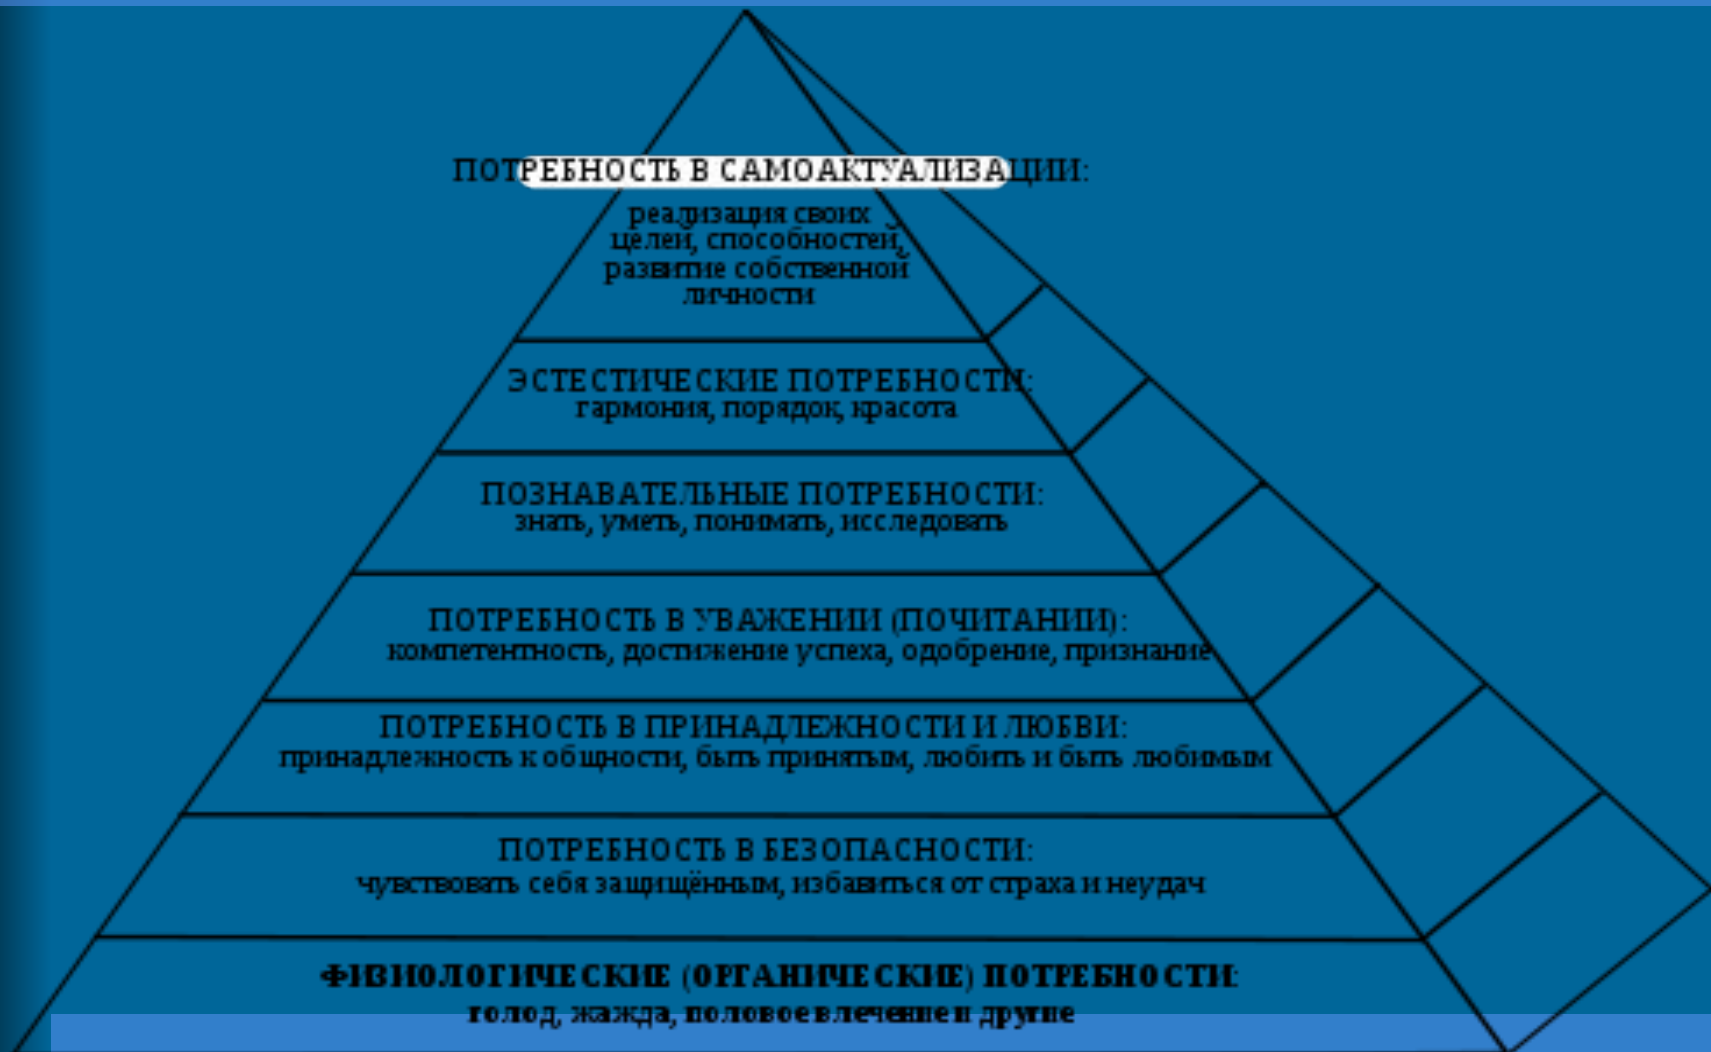 ПОТРЕБНОСТЬ В САМОАКТУАЛИЗАЦИИ:
реализация своих
целей, способностей,
развитие собственной
личности
ЭСТЕСТИЧЕСКИЕ ПОТРЕБНОСТИ:
гармония, порядок, красота
ПОЗНАВАТЕЛЬНЫЕ ПОТРЕБНОСТИ:
знать, уметь, понимать, исследовать
ПОТРЕБНОСТЬ В УВАЖЕНИИ (ПОЧИТАНИИ):
компетентность, достижение успеха, одобрение, признание
ПОТРЕБНОСТЬ В ПРИНАДЛЕЖНОСТИ И ЛЮБВИ:
принадлежность к общности, быть принятым, любить и быть любимым
ПОТРЕБНОСТЬ В БЕЗОПАСНОСТИ:
чувствовать себя защищённым, избавиться от страха и неудач
ФИЗИОЛОГИЧЕСКИЕ (ОРГАНИЧЕСКИЕ) ПОТРЕБНОСТИ:
голод, жажда, половое влечение и другие